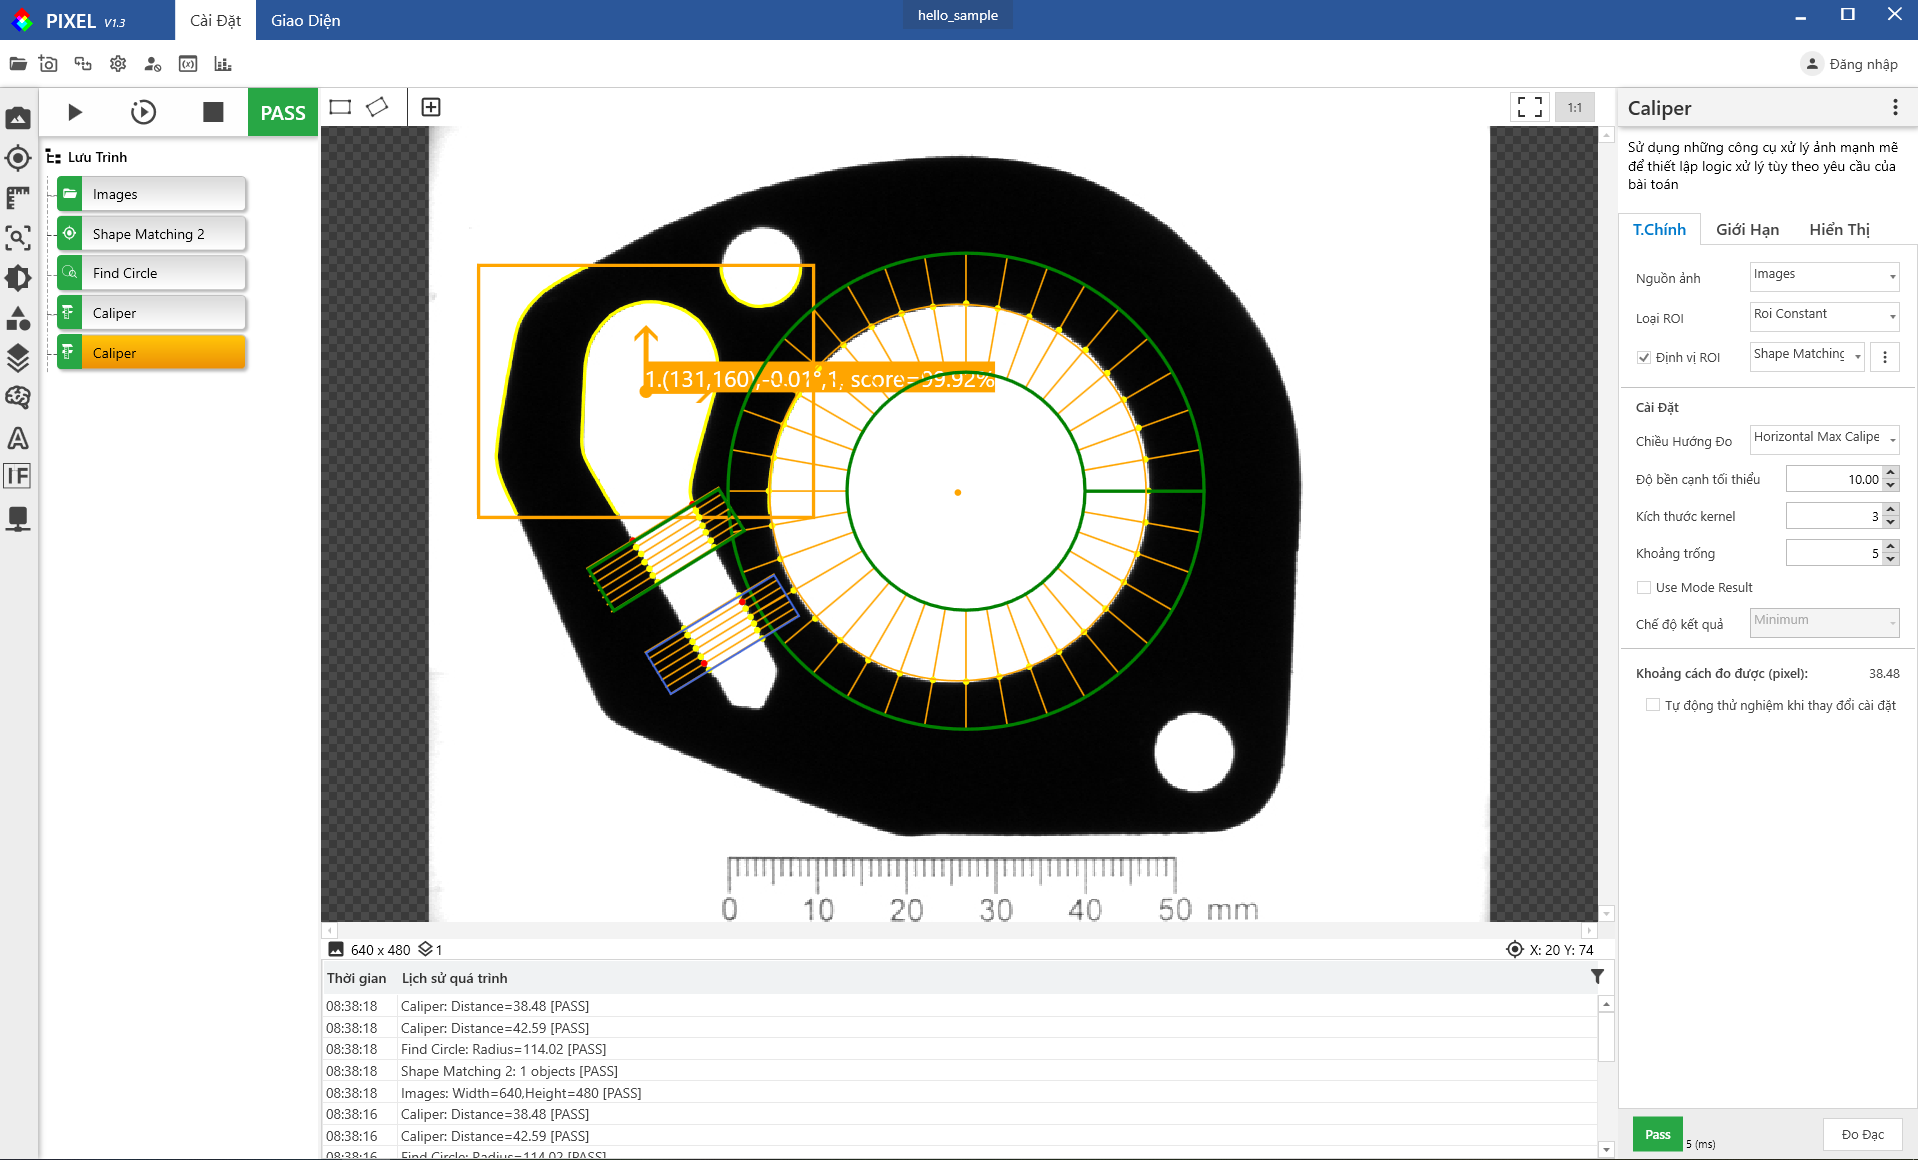 PIXEL V1.3
Cài Đặt
Giao Diện
hello_sample
Đăng nhập
PASS
1:1
Lưu Trình
Images
Shape Matching 2
Find Circle
Caliper
Caliper
1.(131,160),-0.01°,1, score=99.92%
0 10 20 30 40 50 mm
640 x 480 1
X: 20 Y: 74
Thời gian Lịch sử quá trình
08:38:18 Caliper: Distance=38.48 [PASS]
08:38:18 Caliper: Distance=42.59 [PASS]
08:38:18 Find Circle: Radius=114.02 [PASS]
08:38:18 Shape Matching 2: 1 objects [PASS]
08:38:18 Images: Width=640,Height=480 [PASS]
08:38:16 Caliper: Distance=38.48 [PASS]
08:38:16 Caliper: Distance=42.59 [PASS]
08:38:16 Find Circle: Radius=114.02 [PASS]
Caliper
Sử dụng những công cụ xử lý ảnh mạnh mẽ
để thiết lập logic xử lý tùy theo yêu cầu của
bài toán
T.Chính Giới Hạn Hiển Thị
Nguồn ảnh Images
Loại ROI Roi Constant
Định vị ROI Shape Matching
Cài Đặt
Chiều Hướng Đo Horizontal Max Calipe
Độ bền cạnh tối thiểu 10.00
Kích thước kernel 3
Khoảng trống 5
Use Mode Result
Chế độ kết quả Minimum
Khoảng cách đo được (pixel): 38.48
Tự động thử nghiệm khi thay đổi cài đặt
Pass 5 (ms)
Đo Đạc
IF